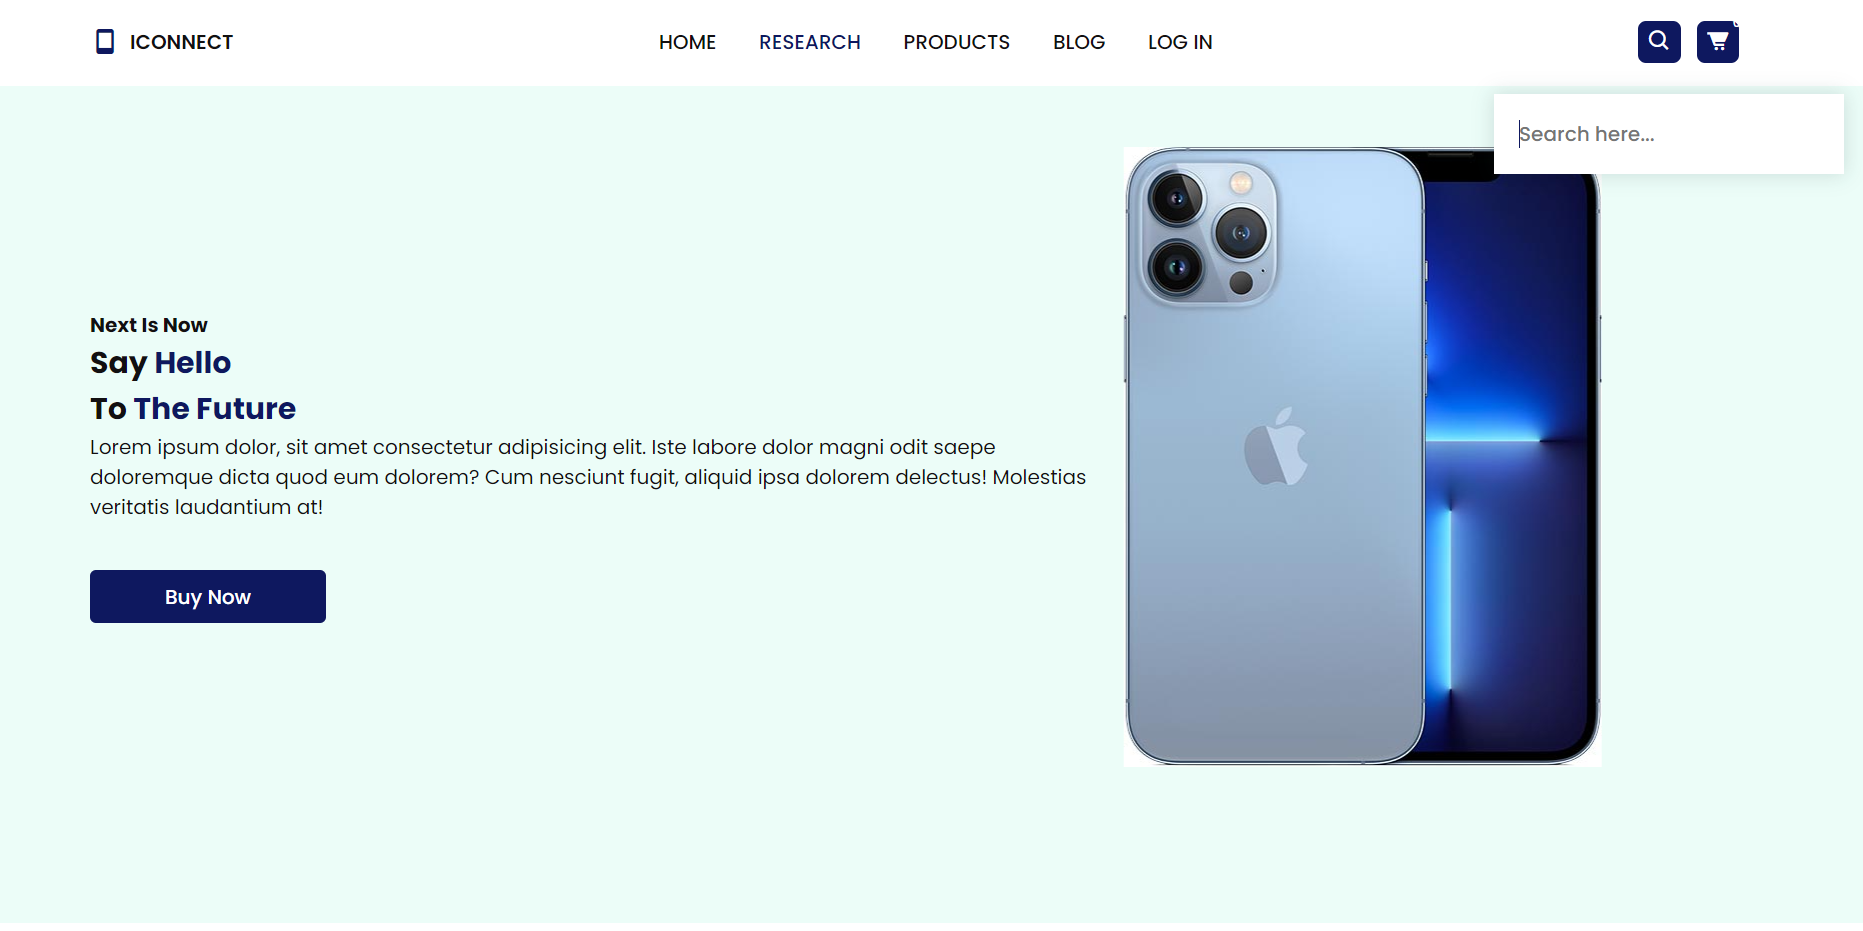 ICONNECT
HOME RESEARCH PRODUCTS BLOG LOG IN
Search here...
Next Is Now
Say Hello
To The Future
Lorem ipsum dolor, sit amet consectetur adipisicing elit. Iste labore dolor magni odit saepe
doloremque dicta quod eum dolorem? Cum nesciunt fugit, aliquid ipsa dolorem delectus! Molestias
veritatis laudantium at!
Buy Now